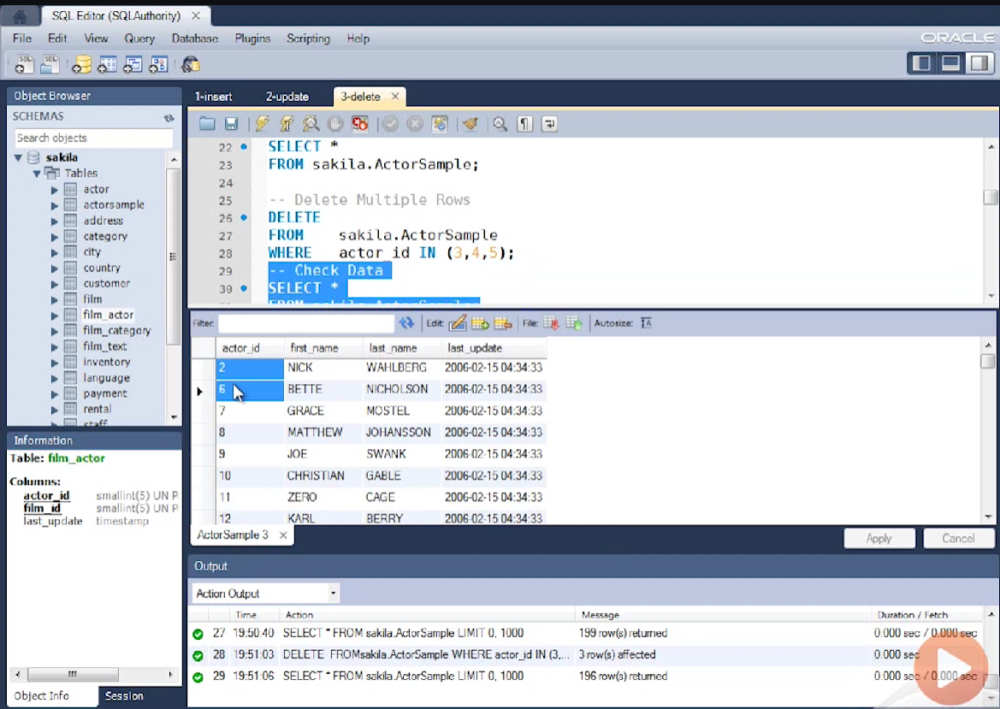 SQL Editor (SQLAuthority)
File Edit View Query Database Plugins Scripting Help
ORACLE
Object Browser
SCHEMAS
Search objects
sakila
Tables
actor
actorsample
address
category
city
country
customer
film
film_actor
film_category
film_text
inventory
language
payment
rental
staff
Information
Table: film_actor
Columns:
actor_id smallint(5) UN P
film_id smallint(5) UN P
last_update timestamp
Object Info Session
1-insert 2-update 3-delete
22 SELECT *
23 FROM sakila.ActorSample;
24
25 -- Delete Multiple Rows
26 DELETE
27 FROM sakila.ActorSample
28 WHERE actor_id IN (3,4,5);
29 -- Check Data
30 SELECT *
FROM sakila.ActorSample;
Filter: Edit: File: Autosize:
actor_id first_name last_name last_update
2 NICK WAHLBERG 2006-02-15 04:34:33
6 BETTE NICHOLSON 2006-02-15 04:34:33
7 GRACE MOSTEL 2006-02-15 04:34:33
8 MATTHEW JOHANSSON 2006-02-15 04:34:33
9 JOE SWANK 2006-02-15 04:34:33
10 CHRISTIAN GABLE 2006-02-15 04:34:33
11 ZERO CAGE 2006-02-15 04:34:33
12 KARL BERRY 2006-02-15 04:34:33
ActorSample 3
Apply Cancel
Output
Action Output
Time Action Message Duration / Fetch
27 19:50:40 SELECT * FROM sakila.ActorSample LIMIT 0, 1000 199 row(s) returned 0.000 sec / 0.000 sec
28 19:51:03 DELETE FROMsakila.ActorSample WHERE actor_id IN (3,... 3 row(s) affected 0.000 sec
29 19:51:06 SELECT * FROM sakila.ActorSample LIMIT 0, 1000 196 row(s) returned 0.000 sec / 0.000 sec